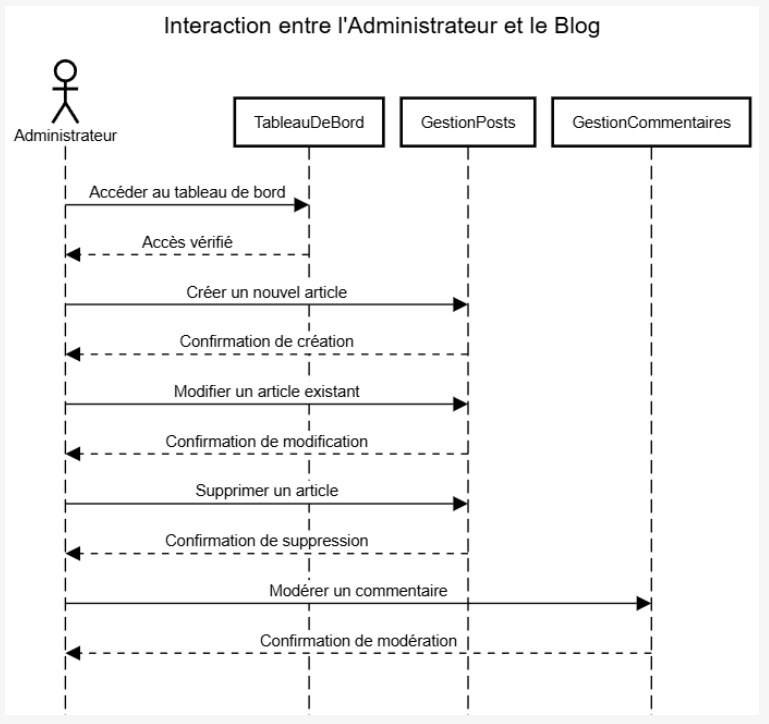 Interaction entre l'Administrateur et le Blog
Administrateur
TableauDeBord
GestionPosts
GestionCommentaires
Accéder au tableau de bord
Accès vérifié
Créer un nouvel article
Confirmation de création
Modifier un article existant
Confirmation de modification
Supprimer un article
Confirmation de suppression
Modérer un commentaire
Confirmation de modération